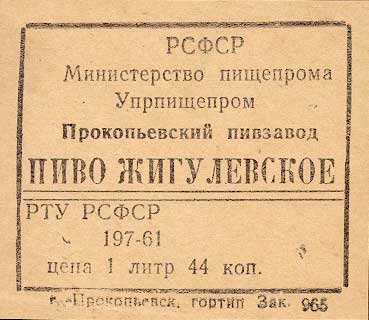 РСФСР
Министерство пищепрома
Упрпищепром
Прокопьевский пивзавод
ПИВО ЖИГУЛЕВСКОЕ
РТУ РСФСР
197-61
цена 1 литр 44 коп.
г. Прокопьевск, гортип Зак. 965